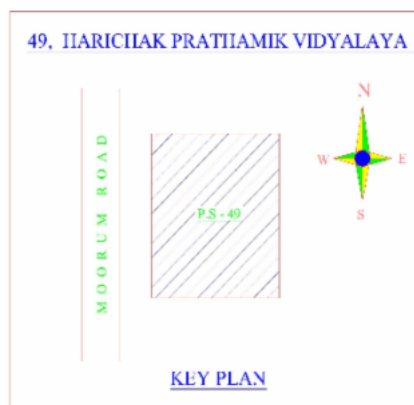 49, HARICHAK PRATHAMIK VIDYALAYA
N
W E
S
P.S - 49
MOORUM ROAD
KEY PLAN